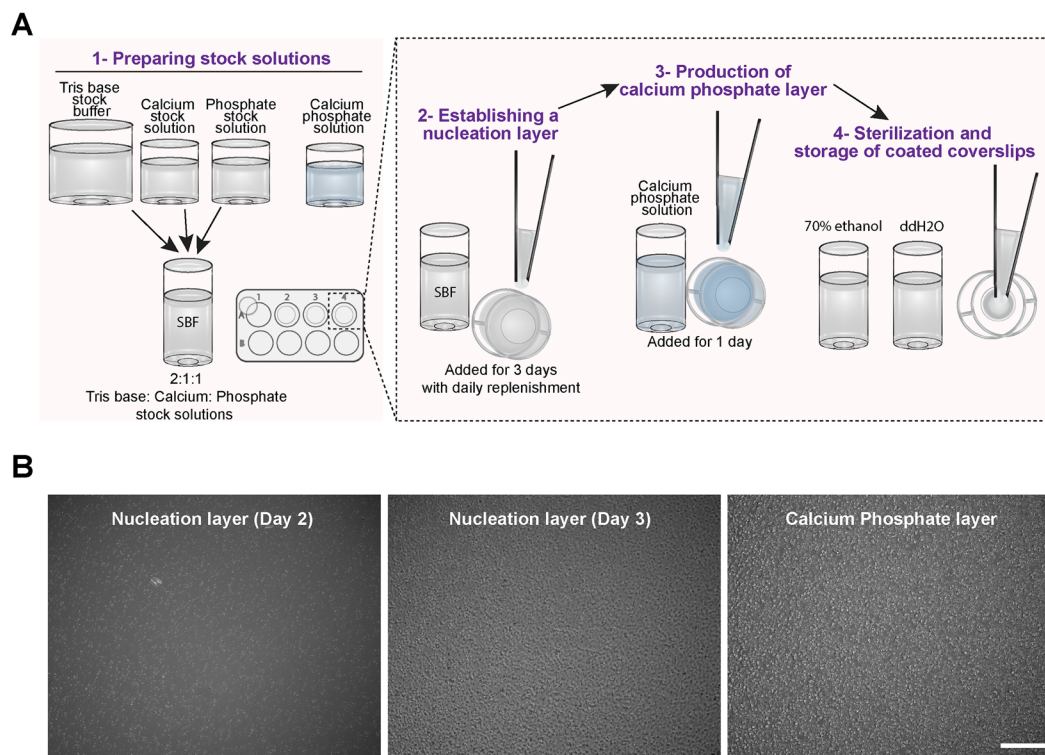 A
1- Preparing stock solutions
Tris base
stock
buffer
Calcium
stock
solution
Phosphate
stock
solution
Calcium
phosphate
solution
SBF
2:1:1
Tris base: Calcium: Phosphate
stock solutions
1 2 3 4
A
B
2- Establishing a
nucleation layer
SBF
Added for 3 days
with daily replenishment
3- Production of
calcium phosphate layer
Calcium
phosphate
solution
Added for 1 day
4- Sterilization and
storage of coated coverslips
70% ethanol
ddH2O
B
Nucleation layer (Day 2)
Nucleation layer (Day 3)
Calcium Phosphate layer